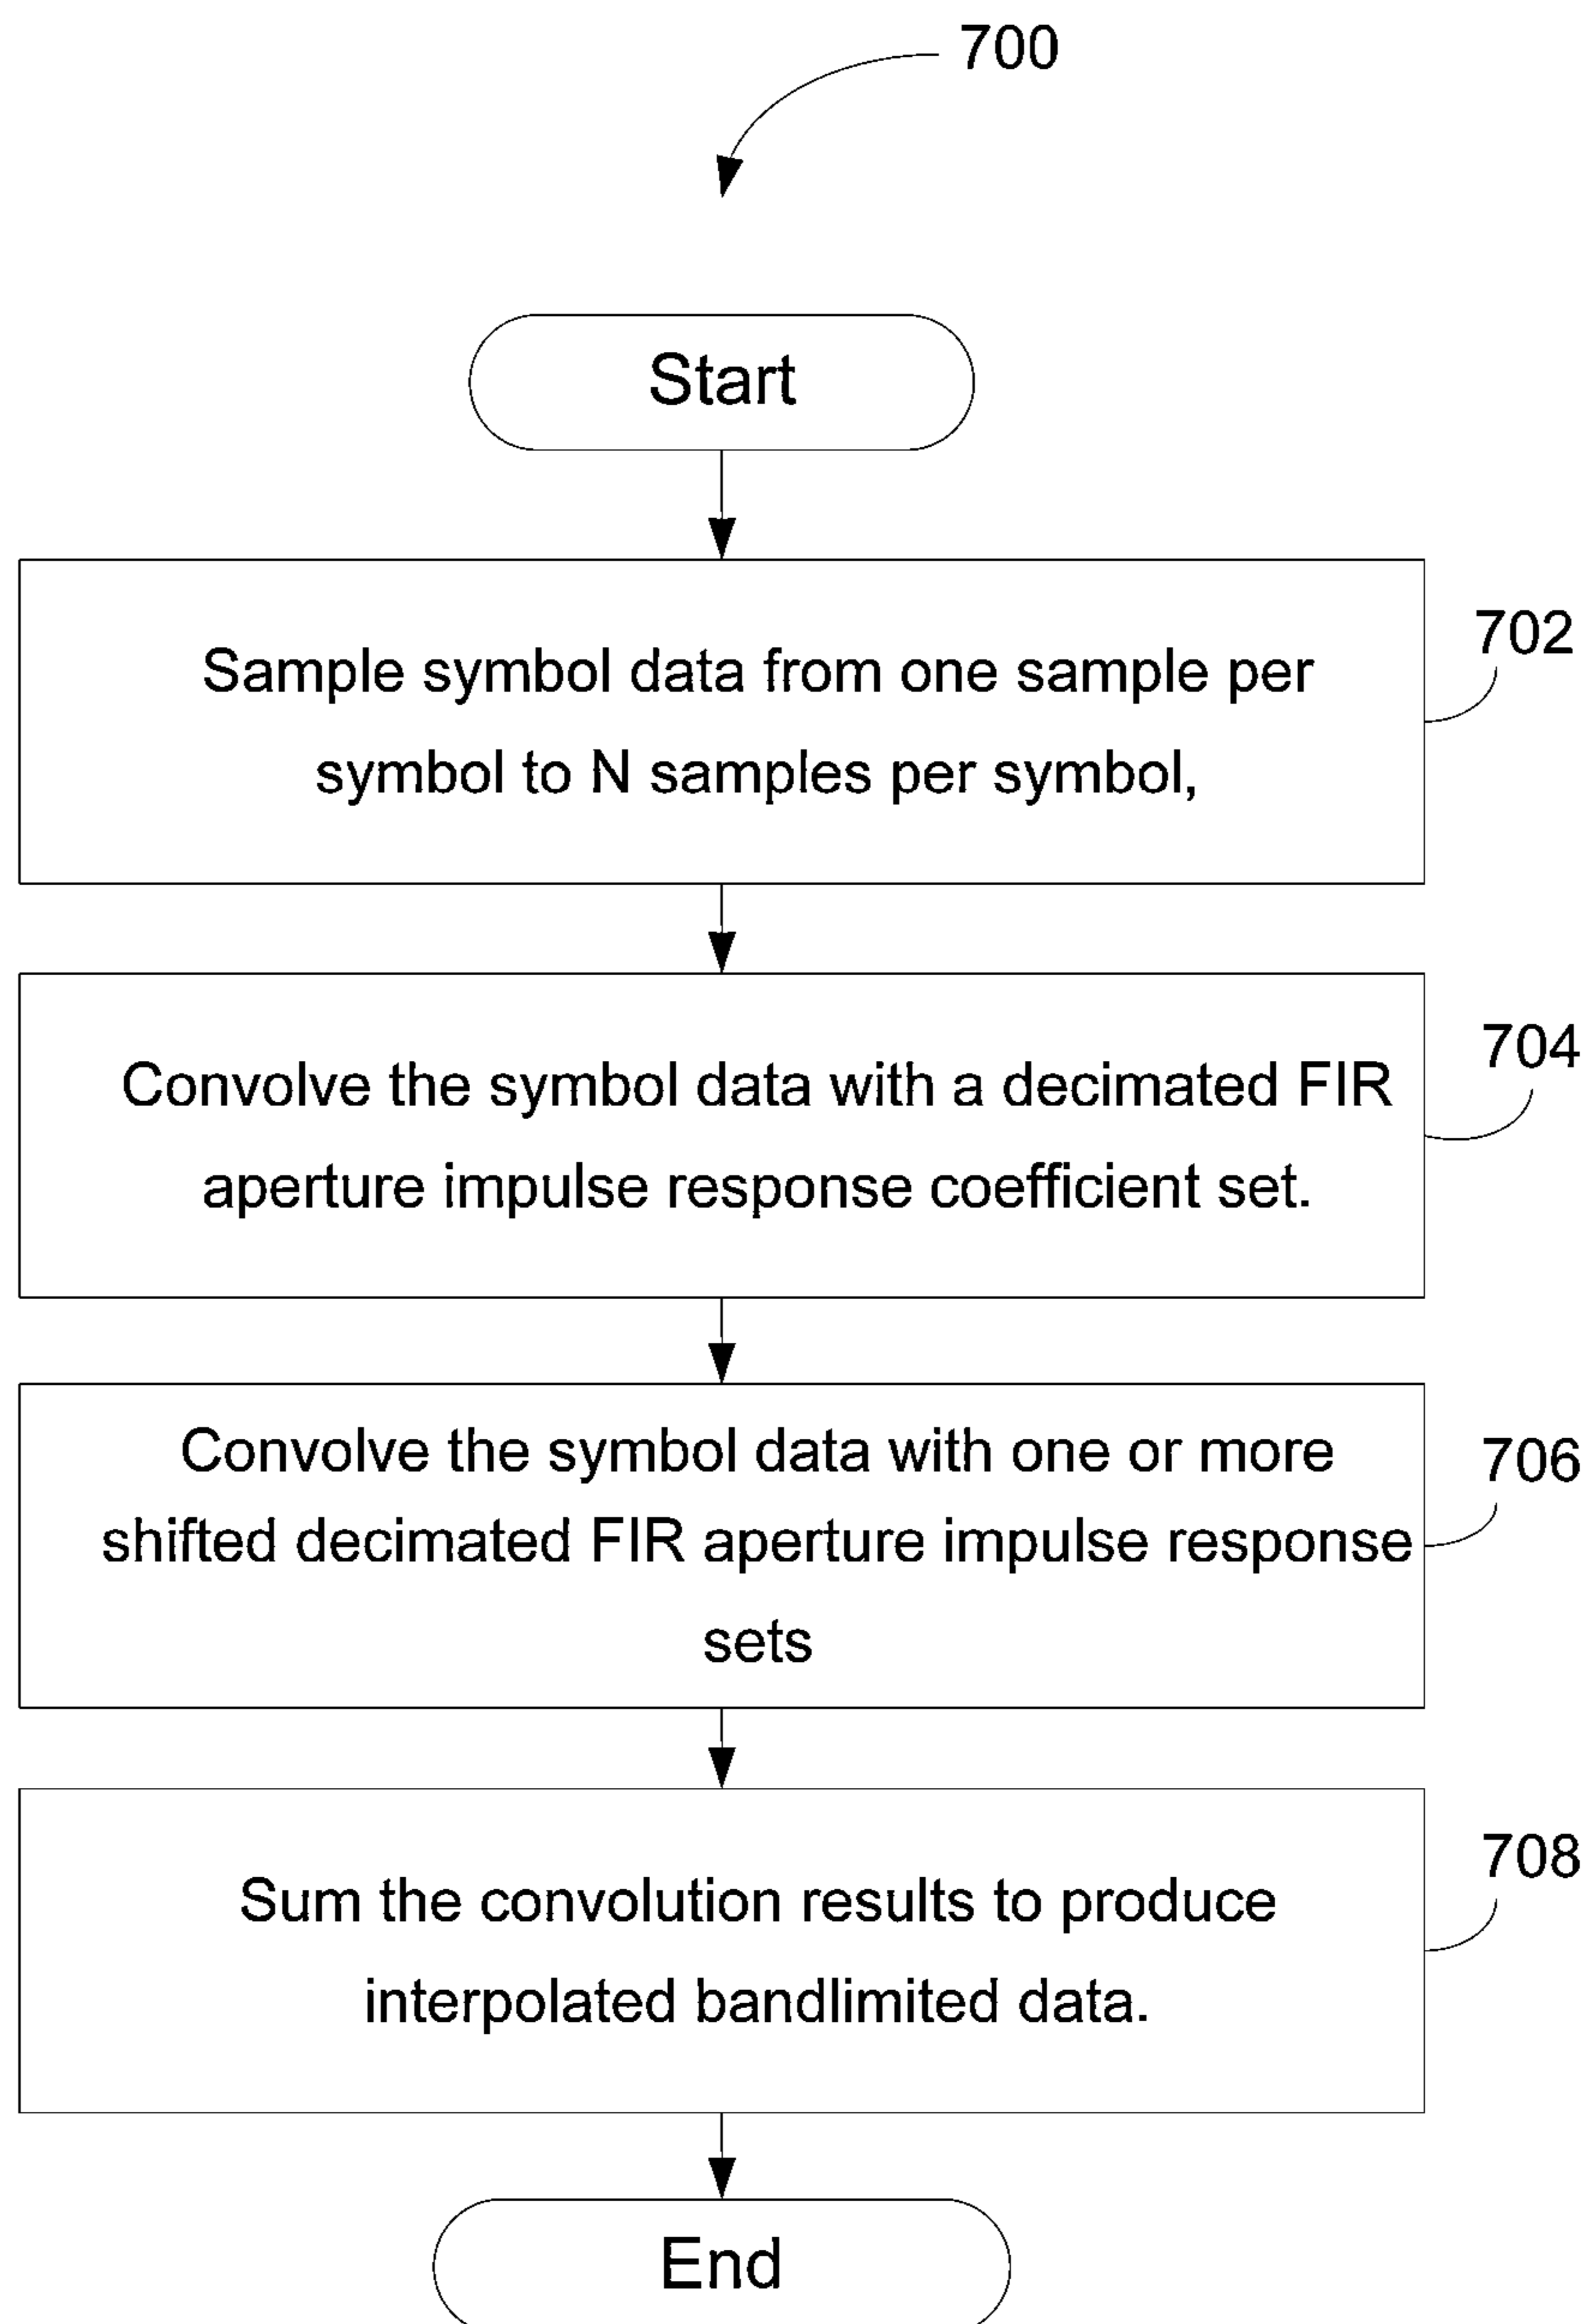 700
Start
Sample symbol data from one sample per
symbol to N samples per symbol,
702
Convolve the symbol data with a decimated FIR
aperture impulse response coefficient set.
704
Convolve the symbol data with one or more
shifted decimated FIR aperture impulse response
sets
706
Sum the convolution results to produce
interpolated bandlimited data.
708
End